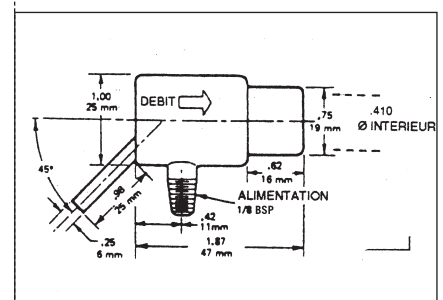 1.00
25 mm
DEBIT
.75
19 mm
.410
Ø INTERIEUR
45°
.98
25 mm
.62
16 mm
ALIMENTATION
1/8 BSP
.42
11mm
.25
6 mm
1.87
47 mm